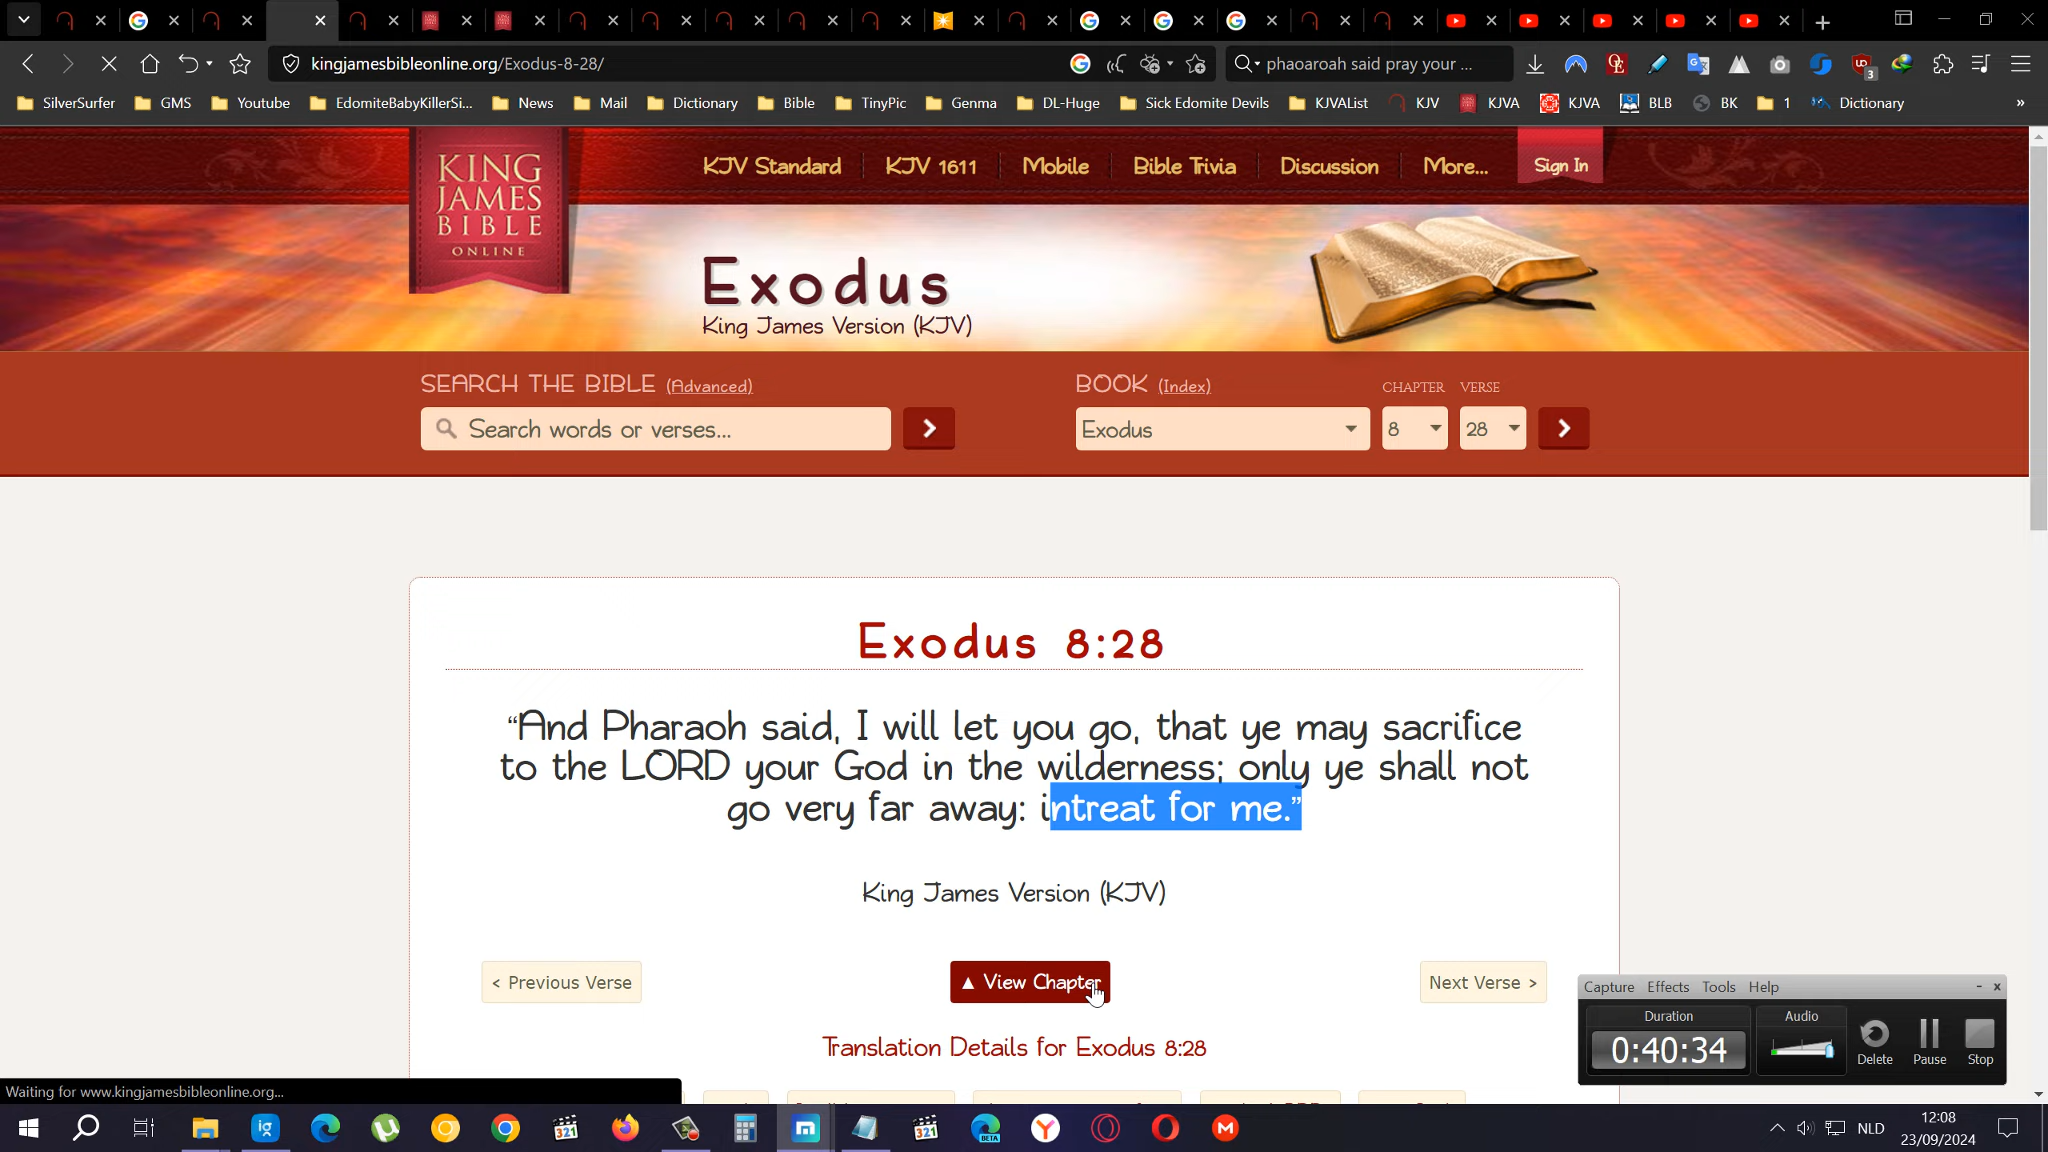 kingjamesbibleonline.org/Exodus-8-28/
phaoaroah said pray your ...
3
SilverSurfer
GMS
Youtube
EdomiteBabyKillerSi...
News
Mail
Dictionary
Bible
TinyPic
Genma
DL-Huge
Sick Edomite Devils
KJVAList
KJV
KJVA
KJVA
BLB
BK
1
Dictionary
»
KING
JAMES
BIBLE
ONLINE
KJV Standard
KJV 1611
Mobile
Bible Trivia
Discussion
More...
Sign In
Exodus
King James Version (KJV)
SEARCH THE BIBLE (Advanced)
BOOK (Index)
CHAPTER
VERSE
Search words or verses...
Exodus
8
28
Exodus 8:28
“And Pharaoh said, I will let you go, that ye may sacrifice
to the LORD your God in the wilderness; only ye shall not
go very far away: intreat for me.”
King James Version (KJV)
< Previous Verse
▲ View Chapter
Next Verse >
Translation Details for Exodus 8:28
Capture
Effects
Tools
Help
Duration
Audio
0:40:34
Delete
Pause
Stop
Waiting for www.kingjamesbibleonline.org...
NLD
12:08
23/09/2024